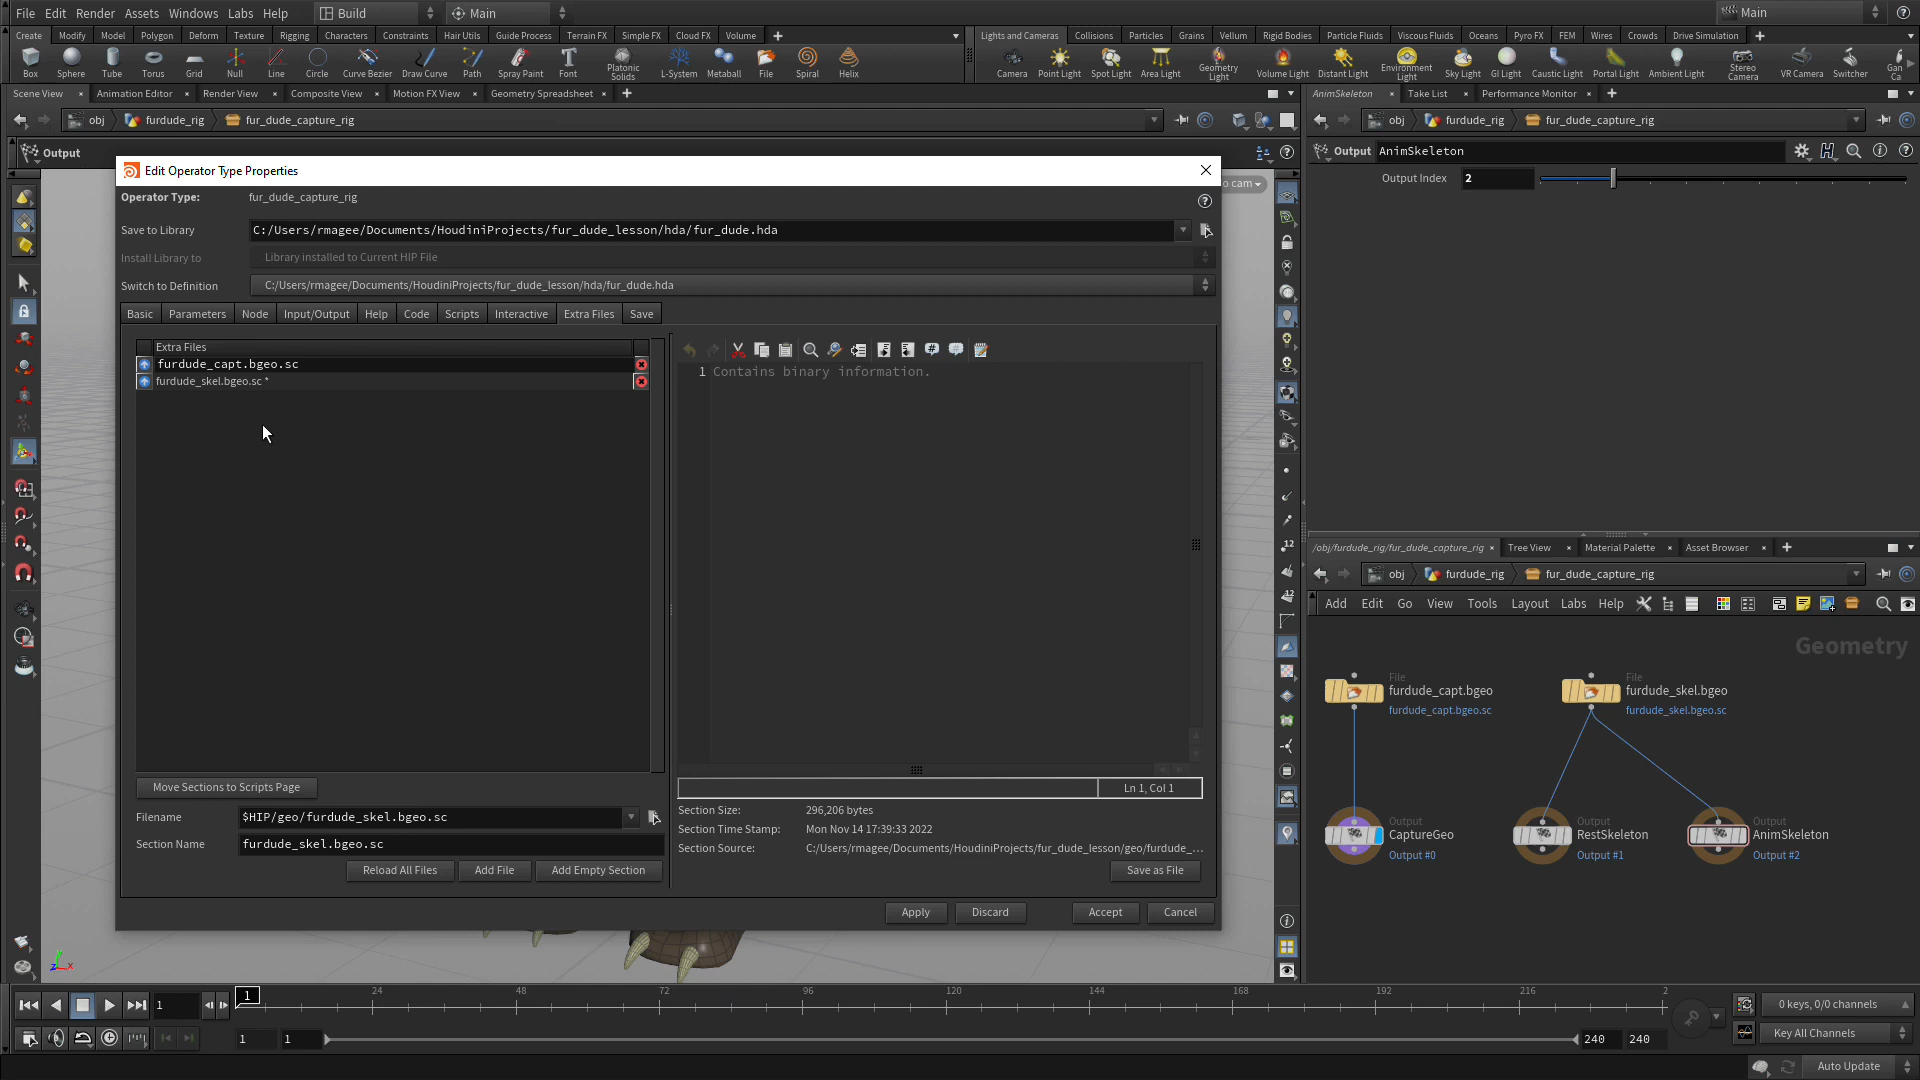 File Edit Render Assets Windows Labs Help Build Main Main
Create Modify Model Polygon Deform Texture Rigging Characters Constraints Hair Utils Guide Process Terrain FX Simple FX Cloud FX Volume
Lights and Cameras Collisions Particles Grains Vellum Rigid Bodies Particle Fluids Viscous Fluids Oceans Pyro FX FEM Wires Crowds Drive Simulation
Box Sphere Tube Torus Grid Null Line Circle Curve Bezier Draw Curve Path Spray Paint Font Platonic Solids L-System Metaball File Spiral Helix
Camera Point Light Spot Light Area Light Geometry Light Volume Light Distant Light Environment Light Sky Light GI Light Caustic Light Portal Light Ambient Light Stereo Camera VR Camera Switcher Gan Ca
Scene View Animation Editor Render View Composite View Motion FX View Geometry Spreadsheet
AnimSkeleton Take List Performance Monitor
obj furdude_rig fur_dude_capture_rig
obj furdude_rig fur_dude_capture_rig
Output
Output AnimSkeleton
Output Index 2
o cam
Edit Operator Type Properties
Operator Type: fur_dude_capture_rig
Save to Library C:/Users/rmagee/Documents/HoudiniProjects/fur_dude_lesson/hda/fur_dude.hda
Install Library to Library installed to Current HIP File
Switch to Definition C:/Users/rmagee/Documents/HoudiniProjects/fur_dude_lesson/hda/fur_dude.hda
Basic Parameters Node Input/Output Help Code Scripts Interactive Extra Files Save
Extra Files
furdude_capt.bgeo.sc
furdude_skel.bgeo.sc *
1 Contains binary information.
Ln 1, Col 1
Move Sections to Scripts Page
Filename $HIP/geo/furdude_skel.bgeo.sc
Section Name furdude_skel.bgeo.sc
Reload All Files Add File Add Empty Section
Section Size: 296,206 bytes
Section Time Stamp: Mon Nov 14 17:39:33 2022
Section Source: C:/Users/rmagee/Documents/HoudiniProjects/fur_dude_lesson/geo/furdude_...
Save as File
Apply Discard Accept Cancel
/obj/furdude_rig/fur_dude_capture_rig Tree View Material Palette Asset Browser
obj furdude_rig fur_dude_capture_rig
Add Edit Go View Tools Layout Labs Help
Geometry
File
furdude_capt.bgeo
furdude_capt.bgeo.sc
File
furdude_skel.bgeo
furdude_skel.bgeo.sc
Output
CaptureGeo
Output #0
Output
RestSkeleton
Output #1
Output
AnimSkeleton
Output #2
12
12
z x
1 1 24 48 72 96 120 144 168 192 216 2
0 keys, 0/0 channels
1 1 240 240
Key All Channels
Auto Update